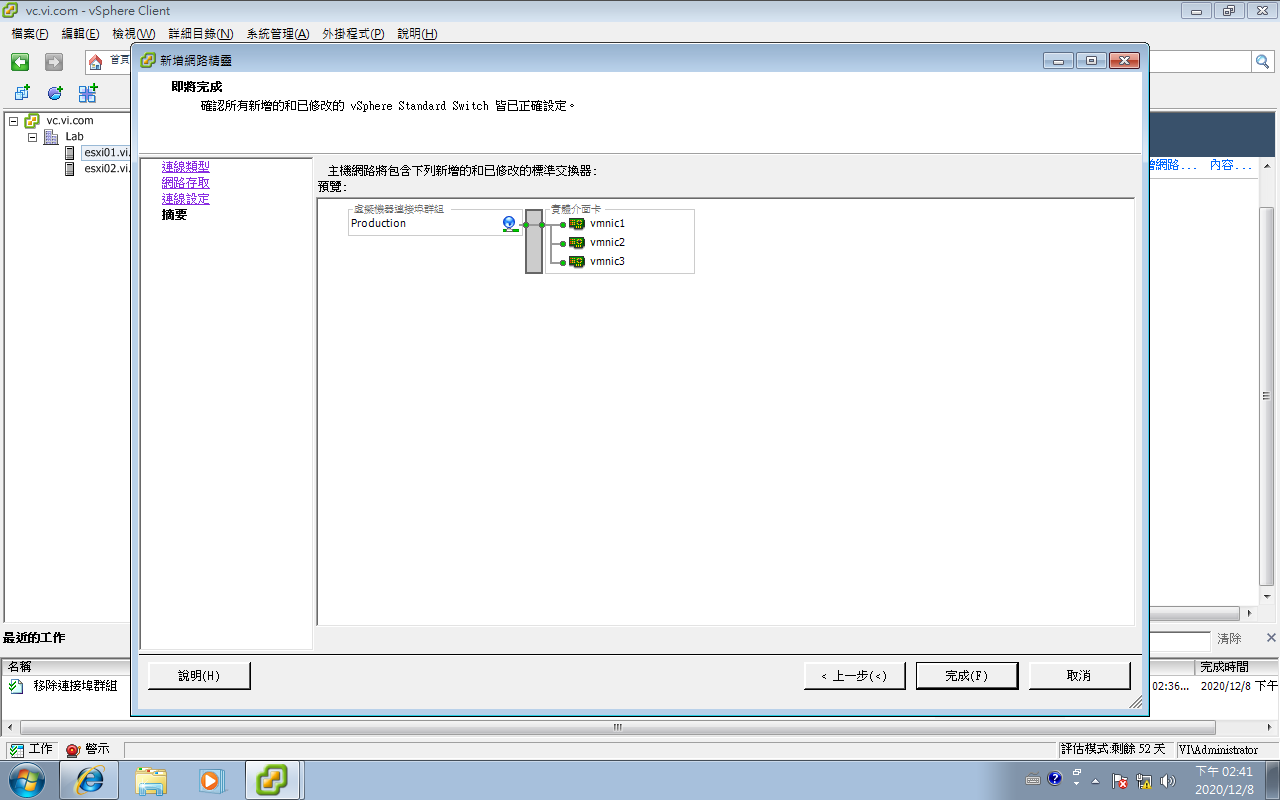 vc.vi.com - vSphere Client
檔案(F) 編輯(E) 檢視(W) 詳細目錄(N) 系統管理(A) 外掛程式(P) 說明(H)
首頁
新增網路精靈
即將完成
確認所有新增的和已修改的 vSphere Standard Switch 皆已正確設定。
vc.vi.com
Lab
esxi01.vi.
esxi02.vi.
連線類型
網路存取
連線設定
摘要
主機網路將包含下列新增的和已修改的標準交換器:
預覽:
虛擬機器連接埠群組
Production
實體介面卡
vmnic1
vmnic2
vmnic3
增網路... 內容...
說明(H) < 上一步(<) 完成(F) 取消
最近的工作
清除
名稱 完成時間
移除連接埠群組 02:36... 2020/12/8 下午
工作 警示
評估模式:剩餘 52 天 VI\Administrator
下午 02:41
2020/12/8